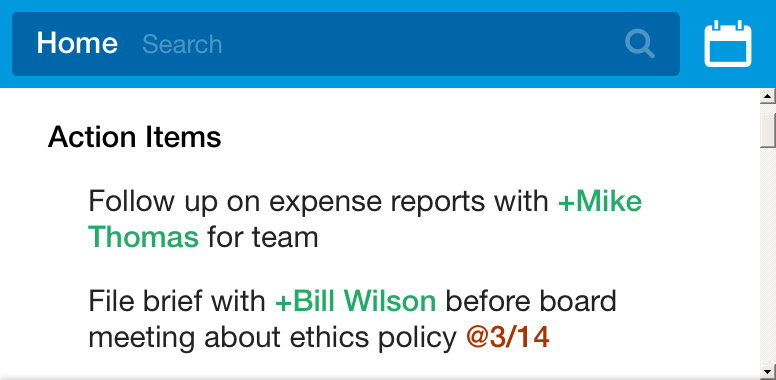 Home Search
Action Items
Follow up on expense reports with +Mike
Thomas for team
File brief with +Bill Wilson before board
meeting about ethics policy @3/14